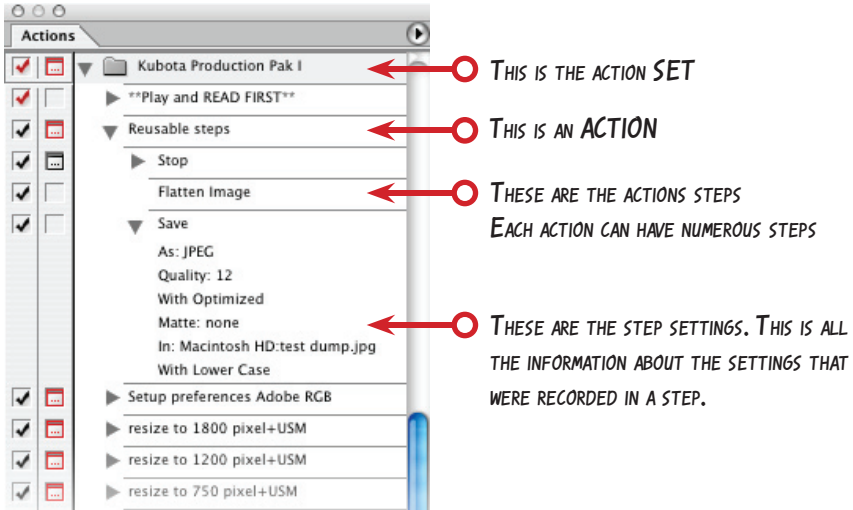 Actions
Kubota Production Pak I
THIS IS THE ACTION SET
**Play and READ FIRST**
Reusable steps
THIS IS AN ACTION
Stop
Flatten Image
THESE ARE THE ACTIONS STEPS
EACH ACTION CAN HAVE NUMEROUS STEPS
Save
As: JPEG
Quality: 12
With Optimized
Matte: none
In: Macintosh HD:test dump.jpg
With Lower Case
THESE ARE THE STEP SETTINGS. THIS IS ALL
THE INFORMATION ABOUT THE SETTINGS THAT
WERE RECORDED IN A STEP.
Setup preferences Adobe RGB
resize to 1800 pixel+USM
resize to 1200 pixel+USM
resize to 750 pixel+USM